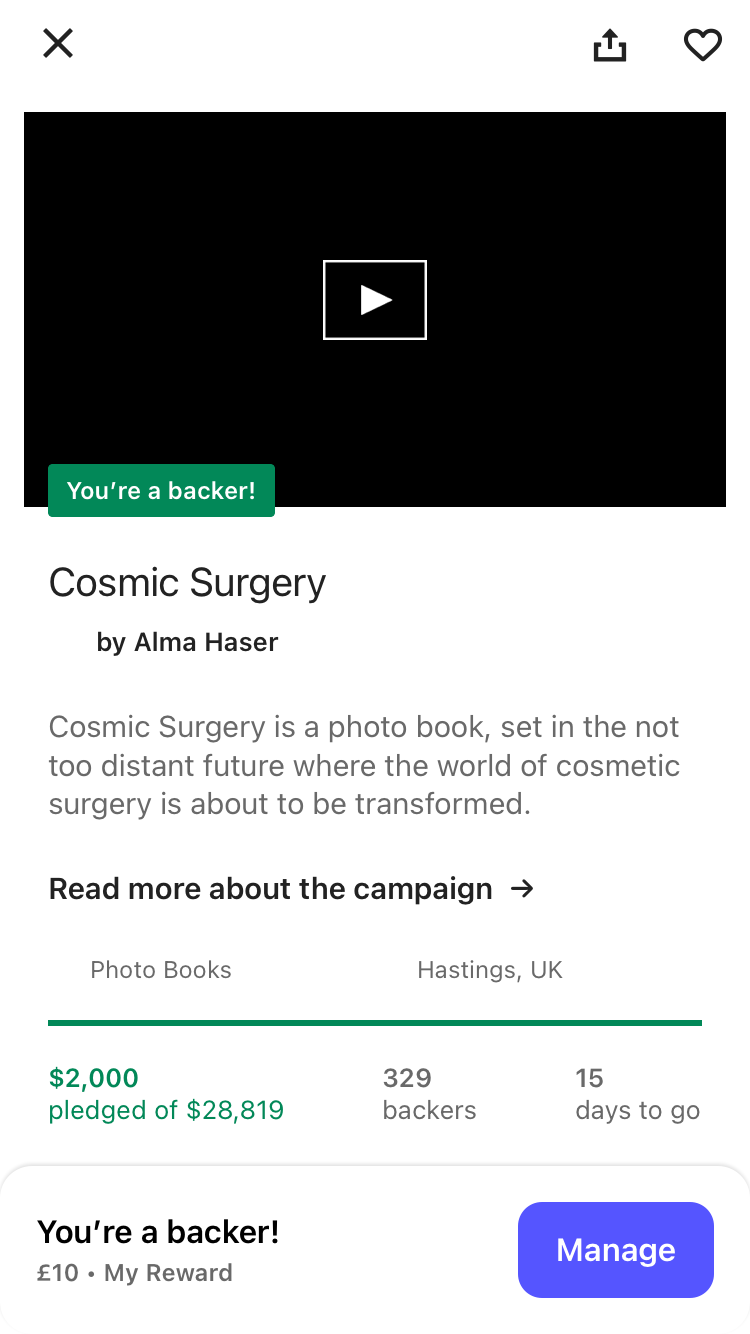 You’re a backer!
Cosmic Surgery
by Alma Haser
Cosmic Surgery is a photo book, set in the not
too distant future where the world of cosmetic
surgery is about to be transformed.
Read more about the campaign →
Photo Books
Hastings, UK
$2,000
pledged of $28,819
329
backers
15
days to go
You’re a backer!
£10 • My Reward
Manage